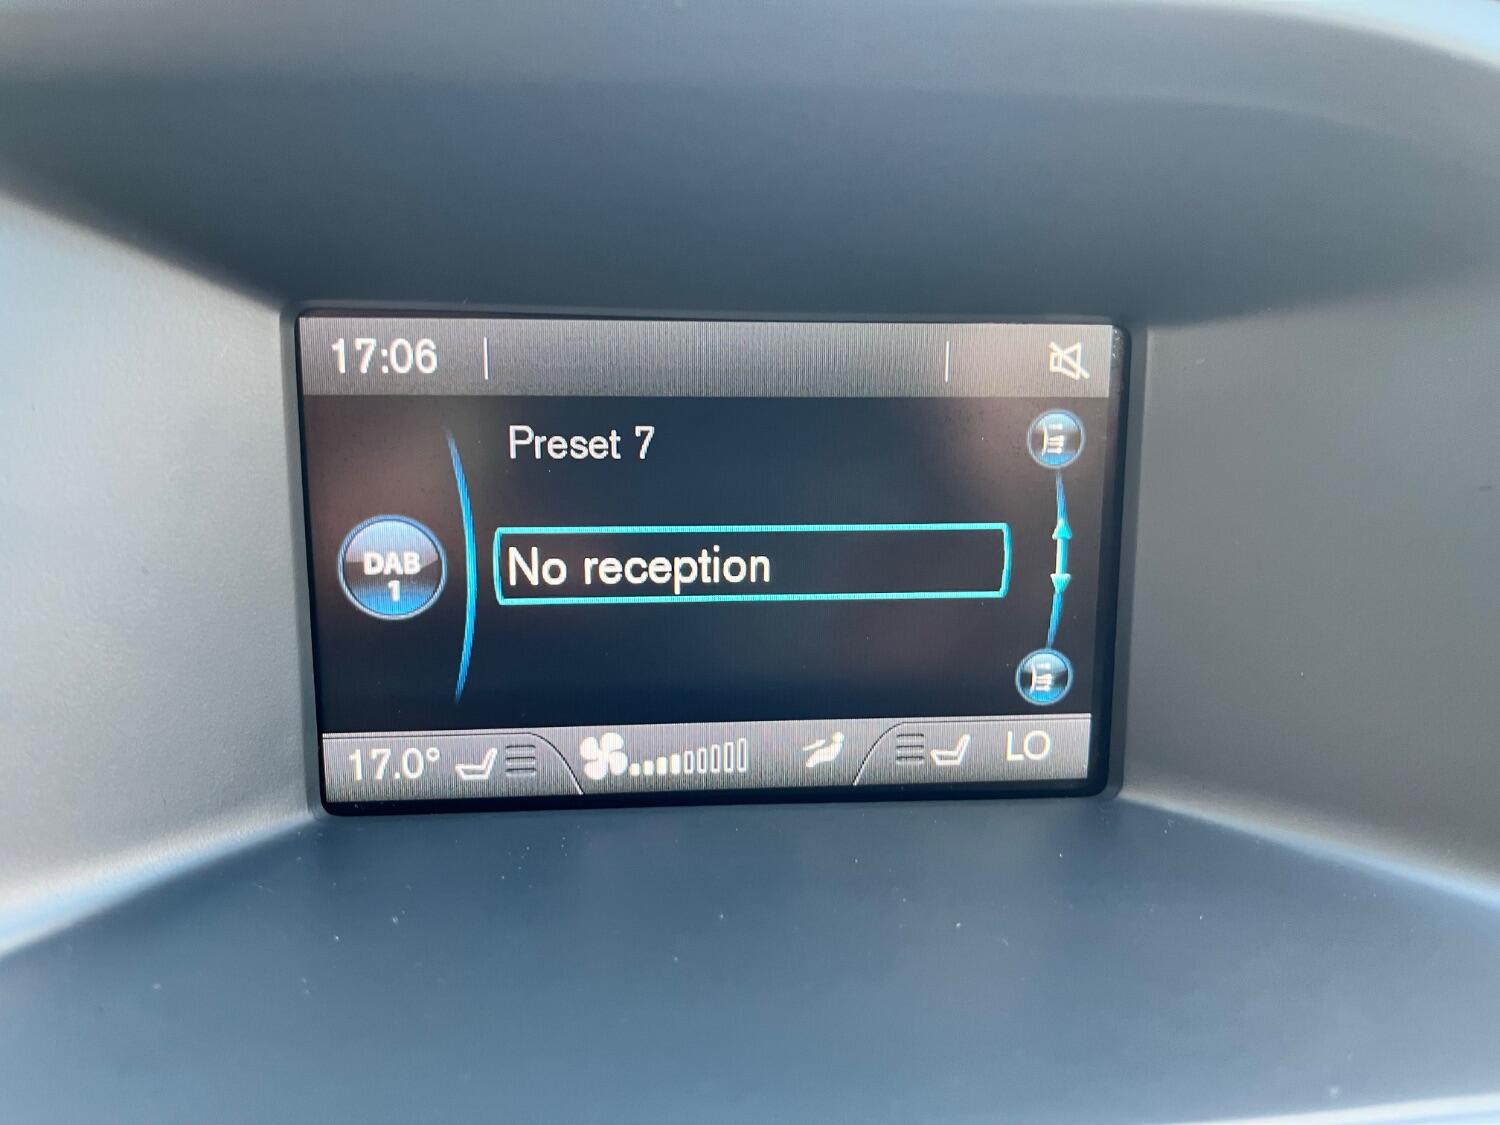 17:06
Preset 7
DAB
1
No reception
17.0°
LO